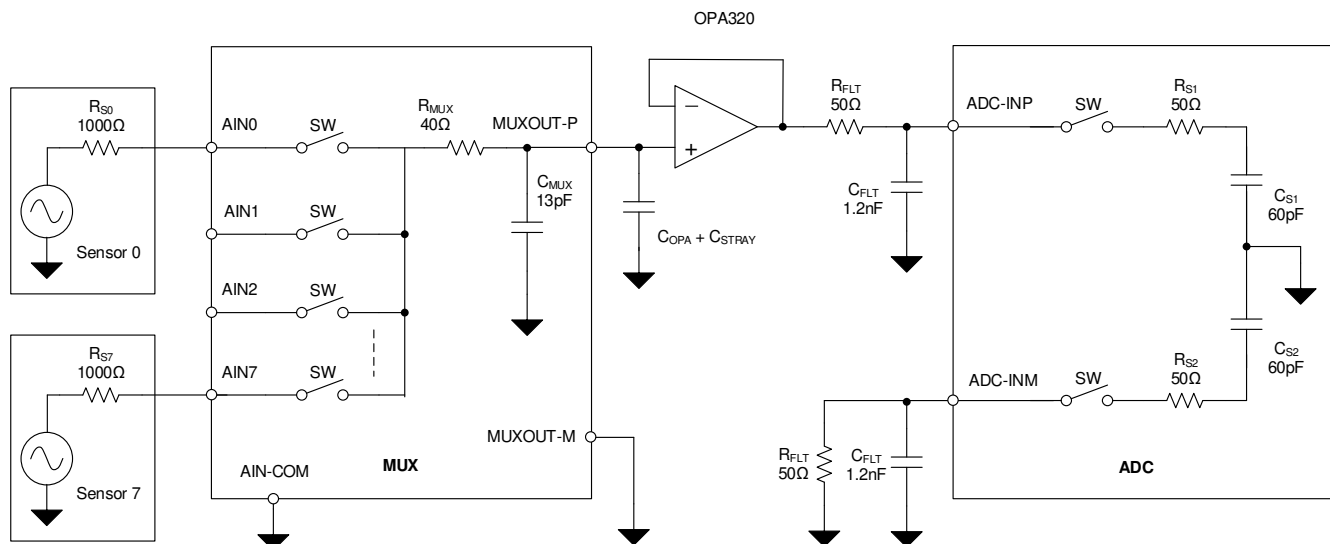 OPA320
RS0
1000Ω
Sensor 0
AIN0
SW
RMUX
40Ω
MUXOUT-P
CMUX
13pF
AIN1
SW
AIN2
SW
RS7
1000Ω
Sensor 7
AIN7
SW
MUXOUT-M
AIN-COM
MUX
−
+
COPA + CSTRAY
RFLT
50Ω
CFLT
1.2nF
ADC-INP
SW
RS1
50Ω
CS1
60pF
CS2
60pF
ADC-INM
SW
RS2
50Ω
RFLT
50Ω
CFLT
1.2nF
ADC